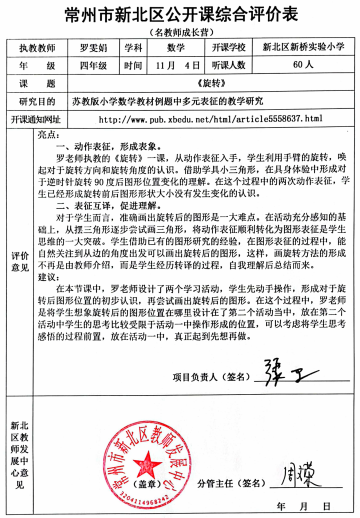 常州市新北区公开课综合评价表
（名教师成长营）
执教教师 罗雯娟 学科 数学 开课学校 新北区新桥实验小学
年 级 四年级 时间 11月 4日 听课人数 60人
课 题 《旋转》
研究目的 苏教版小学数学教材例题中多元表征的教学研究
开课通知网址 http://www.pub.xbedu.net/html/article5558637.html
评价意见
亮点：
一、动作表征，形成表象。
罗老师执教的《旋转》一课，从动作表征入手，学生利用手臂的旋转，唤
起对于旋转方向和旋转角度的认识。借助学具小三角形，在具身体验中形成对
于逆时针旋转 90 度后图形位置变化的理解。在这个过程中的两次动作表征，学
生已经形成旋转前后图形形状大小没有发生变化的认识。
二、表征互译，促进理解。
对于学生而言，准确画出旋转后的图形是一大难点。在活动充分感知的基
础上，从摆三角形逐步尝试画三角形，将动作表征顺利转化为图形表征是学生
思维的一大突破。学生借助已有的图形研究的经验，在图形表征的过程中，能
自然关注到从边的角度出发可以画出旋转后的图形，这样，画旋转方法的形成
不再是由教师介绍，而是学生经历转译的过程，自我理解后总结而来。
建议：
在本节课中，罗老师设计了两个学习活动，学生先动手操作，形成对于旋
转后图形位置的初步认识，再尝试画出旋转后的图形。在这个过程中，罗老师
是将学生想象旋转后的图形位置在哪里设计在了第二个活动当中，放在第二个
活动中学生的思考比较受限于活动一中操作形成的位置，可以考虑将学生思考
感悟的过程前置，放在活动一中，真正起到先想再做。
项目负责人（签名）
新北区教师发展中心意见
常州市新北区教师发展中心
（盖章）
3204114968242
分管主任（签名）
年 月 日